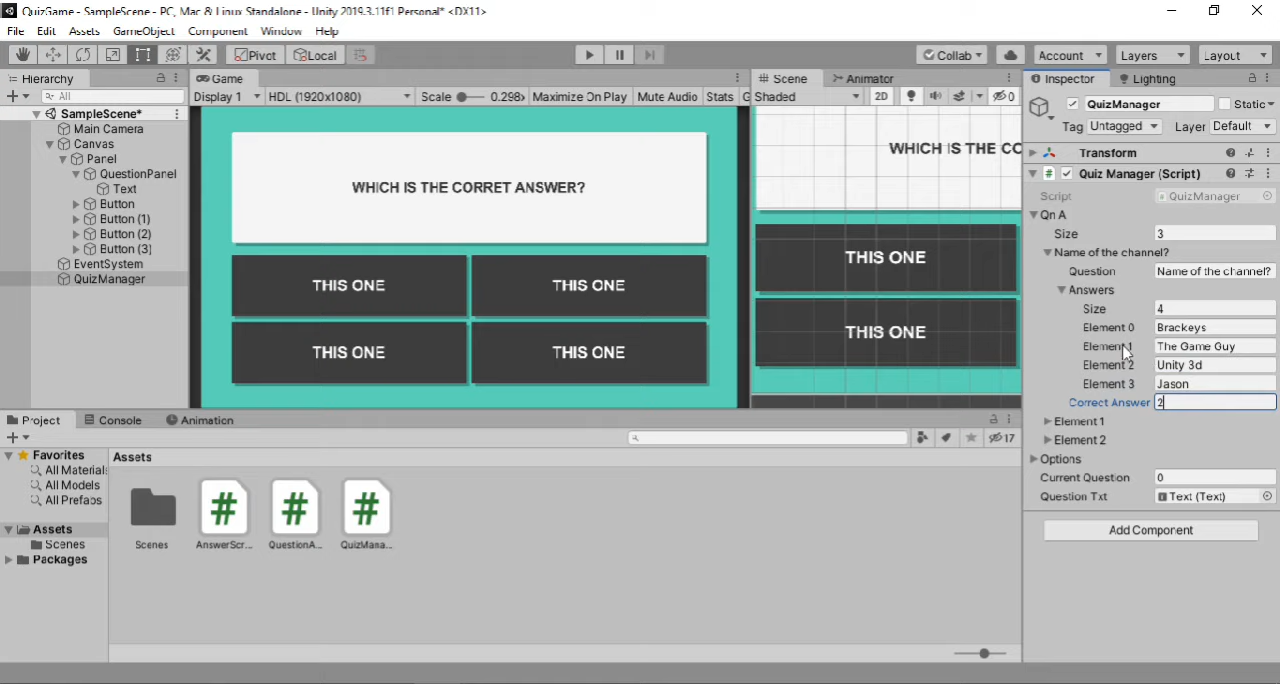 QuizGame - SampleScene - PC, Mac & Linux Standalone - Unity 2019.3.11f1 Personal* <DX11>
File Edit Assets GameObject Component Window Help
Pivot Local Collab Account Layers Layout
Hierarchy
All
SampleScene*
Main Camera
Canvas
Panel
QuestionPanel
Text
Button
Button (1)
Button (2)
Button (3)
EventSystem
QuizManager
Game
Display 1 HDL (1920x1080) Scale 0.298x Maximize On Play Mute Audio Stats G
WHICH IS THE CORRET ANSWER?
THIS ONE THIS ONE
THIS ONE THIS ONE
Scene Animator
Shaded 2D 0
WHICH IS THE CO
THIS ONE
THIS ONE
Inspector Lighting
QuizManager Static
Tag Untagged Layer Default
Transform
# Quiz Manager (Script)
Script # QuizManager
Qn A
Size 3
Name of the channel?
Question Name of the channel?
Answers
Size 4
Element 0 Brackeys
Element 1 The Game Guy
Element 2 Unity 3d
Element 3 Jason
Correct Answer 2
Element 1
Element 2
Options
Current Question 0
Question Txt Text (Text)
Add Component
Project Console Animation
17
Favorites
All Materials
All Models
All Prefabs
Assets
Scenes
Packages
Assets
# # #
Scenes AnswerScr... QuestionA... QuizMana...